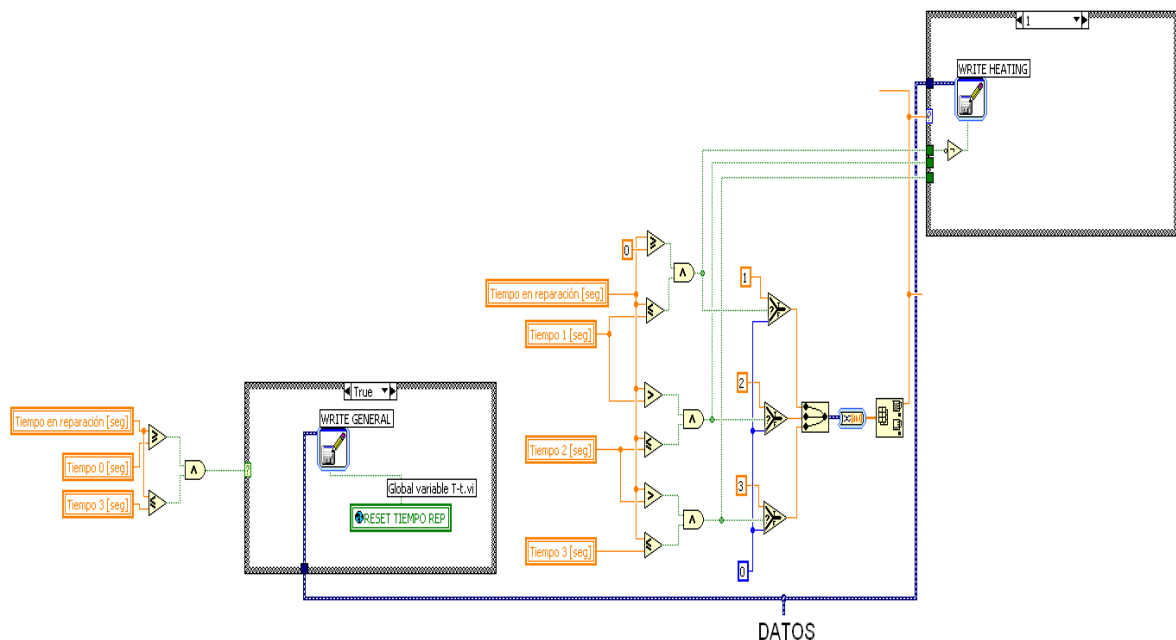 1
WRITE HEATING
0
Tiempo en reparación [seg]
Tiempo 1 [seg]
1
2
Tiempo 2 [seg]
3
Tiempo 3 [seg]
0
True
WRITE GENERAL
Tiempo en reparación [seg]
Tiempo 0 [seg]
Tiempo 3 [seg]
Global variable T-t.vi
RESET TIEMPO REP
DATOS